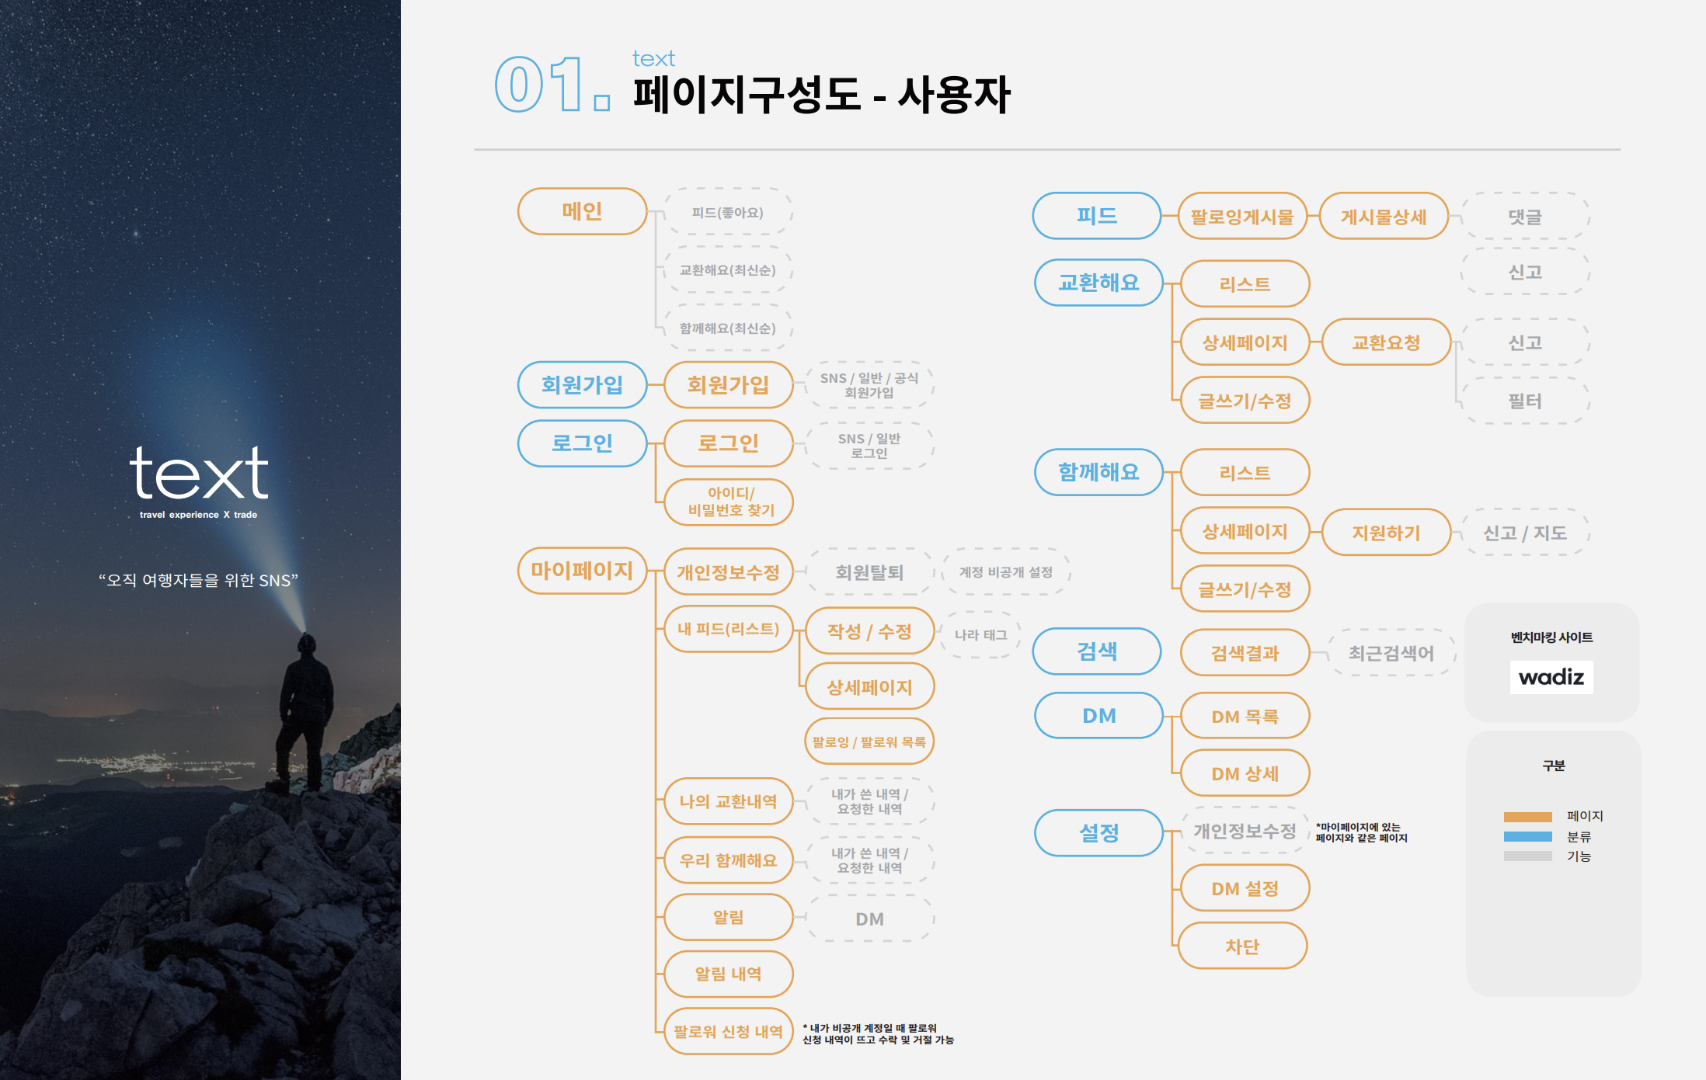 text
travel experience X trade
“오직 여행자들을 위한 SNS”
01.
text
페이지구성도 - 사용자
메인
피드(좋아요)
교환해요(최신순)
함께해요(최신순)
회원가입
회원가입
SNS / 일반 / 공식
회원가입
로그인
로그인
SNS / 일반
로그인
아이디/
비밀번호 찾기
마이페이지
개인정보수정
회원탈퇴
계정 비공개 설정
내 피드(리스트)
작성 / 수정
나라 태그
상세페이지
팔로잉 / 팔로워 목록
나의 교환내역
내가 쓴 내역 /
요청한 내역
우리 함께해요
내가 쓴 내역 /
요청한 내역
알림
DM
알림 내역
팔로워 신청 내역
* 내가 비공개 계정일 때 팔로워
신청 내역이 뜨고 수락 및 거절 가능
피드
팔로잉게시물
게시물상세
댓글
신고
교환해요
리스트
상세페이지
교환요청
신고
글쓰기/수정
필터
함께해요
리스트
상세페이지
지원하기
신고 / 지도
글쓰기/수정
검색
검색결과
최근검색어
DM
DM 목록
DM 상세
설정
개인정보수정
*마이페이지에 있는
페이지와 같은 페이지
DM 설정
차단
벤치마킹 사이트
wadiz
구분
페이지
분류
기능